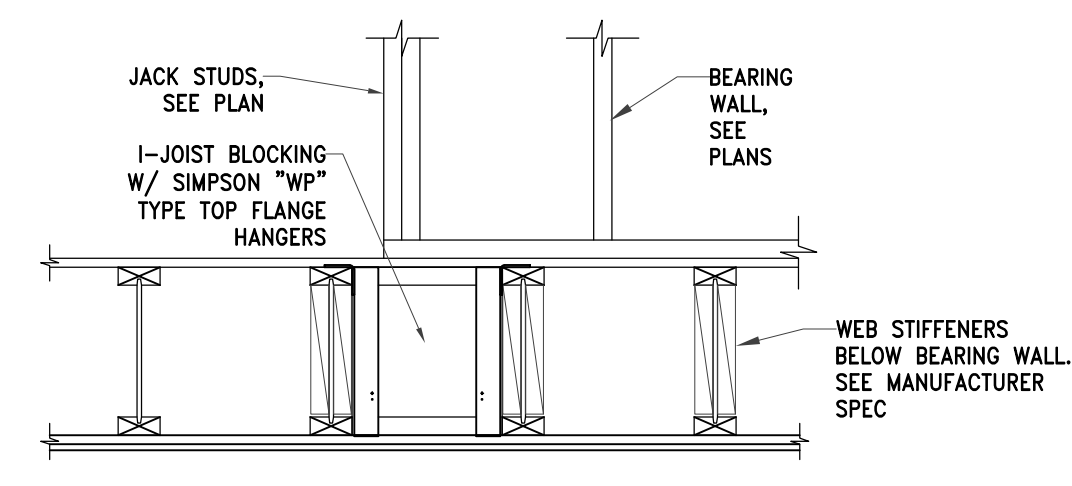 JACK STUDS,
SEE PLAN
I-JOIST BLOCKING
W/ SIMPSON "WP"
TYPE TOP FLANGE
HANGERS
BEARING
WALL,
SEE
PLANS
WEB STIFFENERS
BELOW BEARING WALL.
SEE MANUFACTURER
SPEC